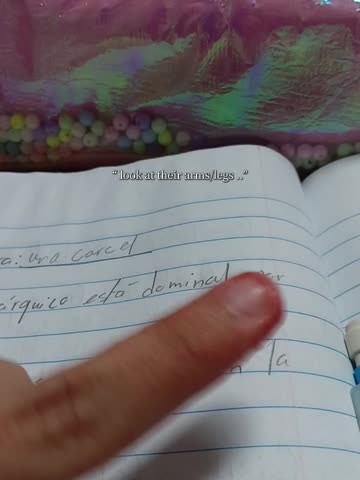 " look at their arms/legs .."
a: una carcel
árquico está dominad
la